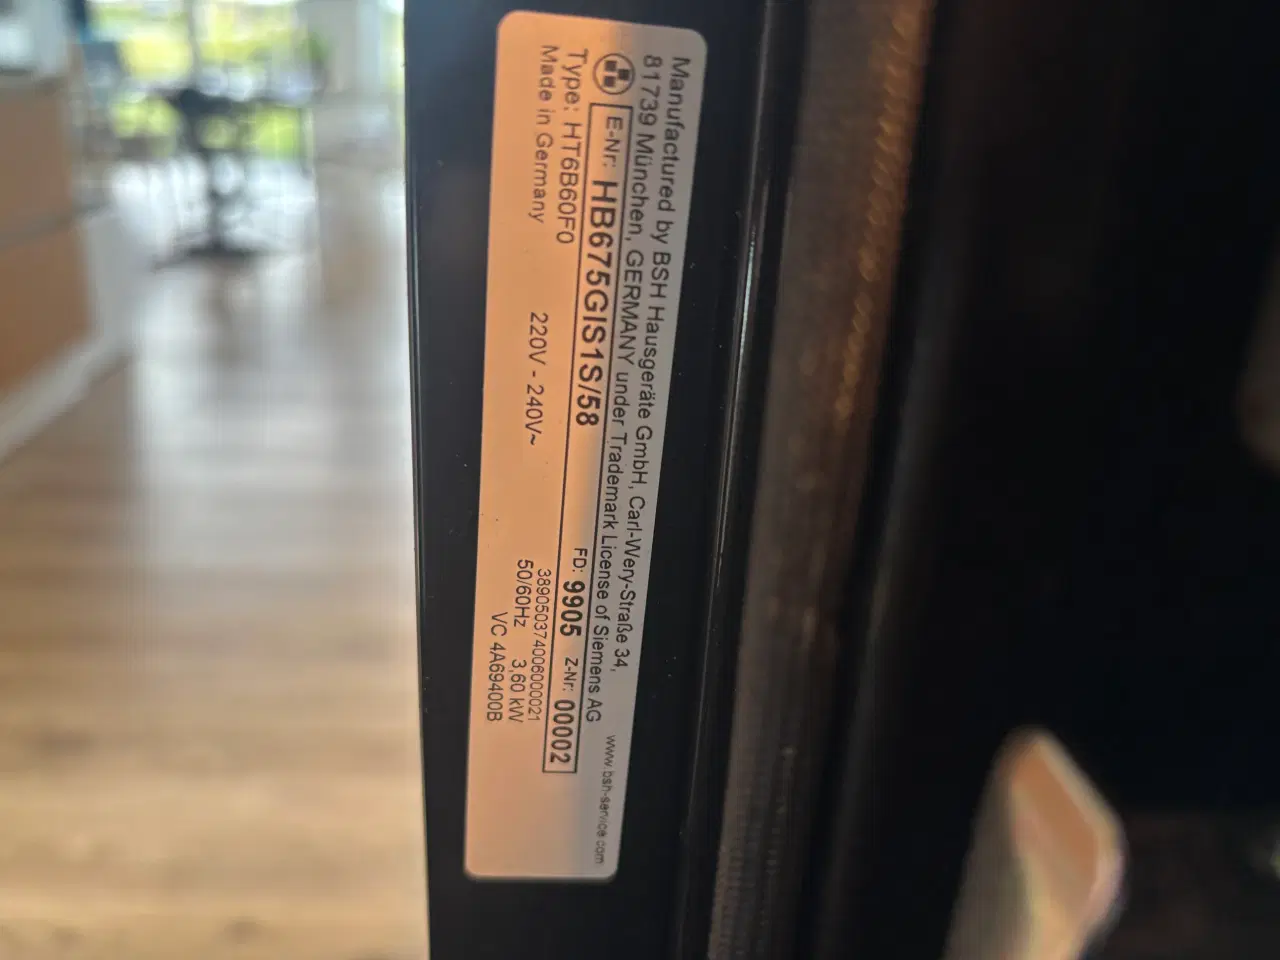 Manufactured by BSH Hausgeräte GmbH, Carl-Wery-Straße 34,
81739 München, GERMANY under Trademark License of Siemens AG
www.bsh-service.com
E-Nr: HB675GIS1S/58 FD: 9905 Z-Nr: 00002
Type: HT6B60F0 389050374006000021
Made in Germany 220V - 240V~ 50/60Hz 3,60 kW
VC 4A69400B